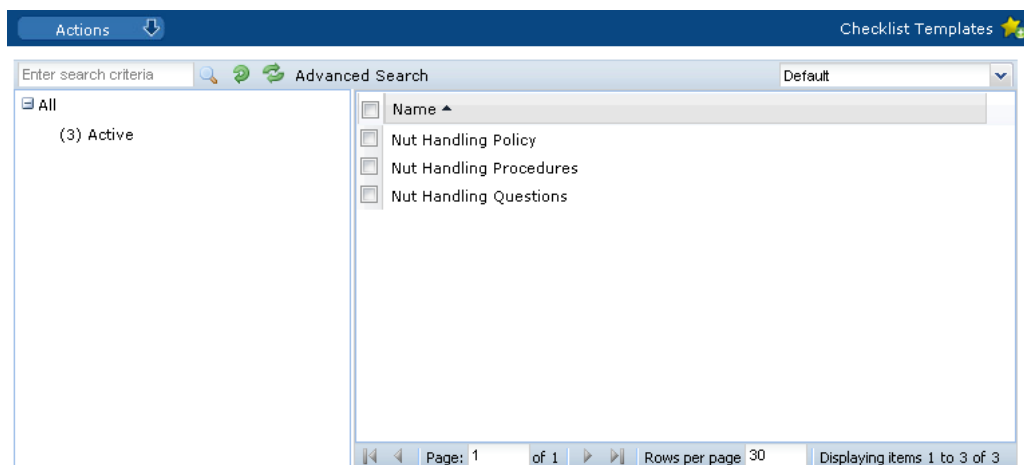 Actions
Checklist Templates
Enter search criteria
Advanced Search
Default
All
(3) Active
Name
Nut Handling Policy
Nut Handling Procedures
Nut Handling Questions
Page: 1 of 1 Rows per page 30 Displaying items 1 to 3 of 3